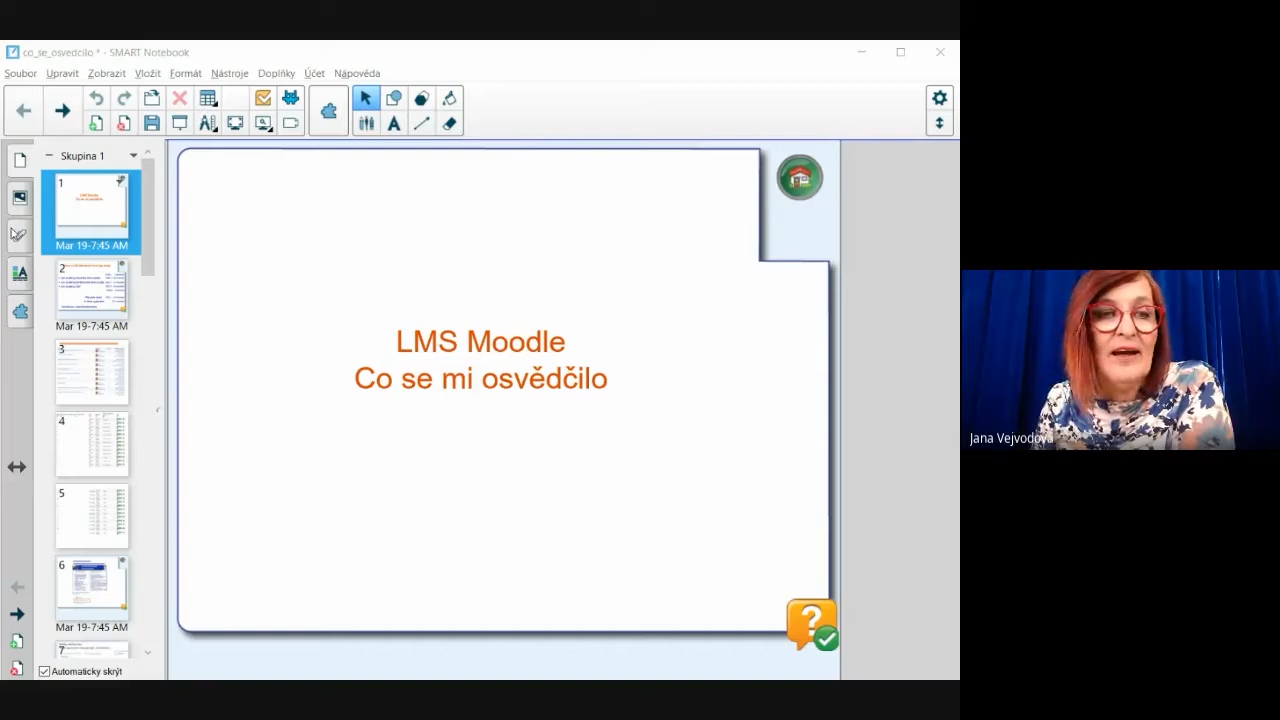 co_se_osvedcilo * - SMART Notebook
Soubor Upravit Zobrazit Vložit Formát Nástroje Doplňky Účet Nápověda
Skupina 1
1
Mar 19-7:45 AM
2
Mar 19-7:45 AM
3
4
5
6
Mar 19-7:45 AM
7
Automaticky skrýt
LMS Moodle
Co se mi osvědčilo
Jana Vejvodová